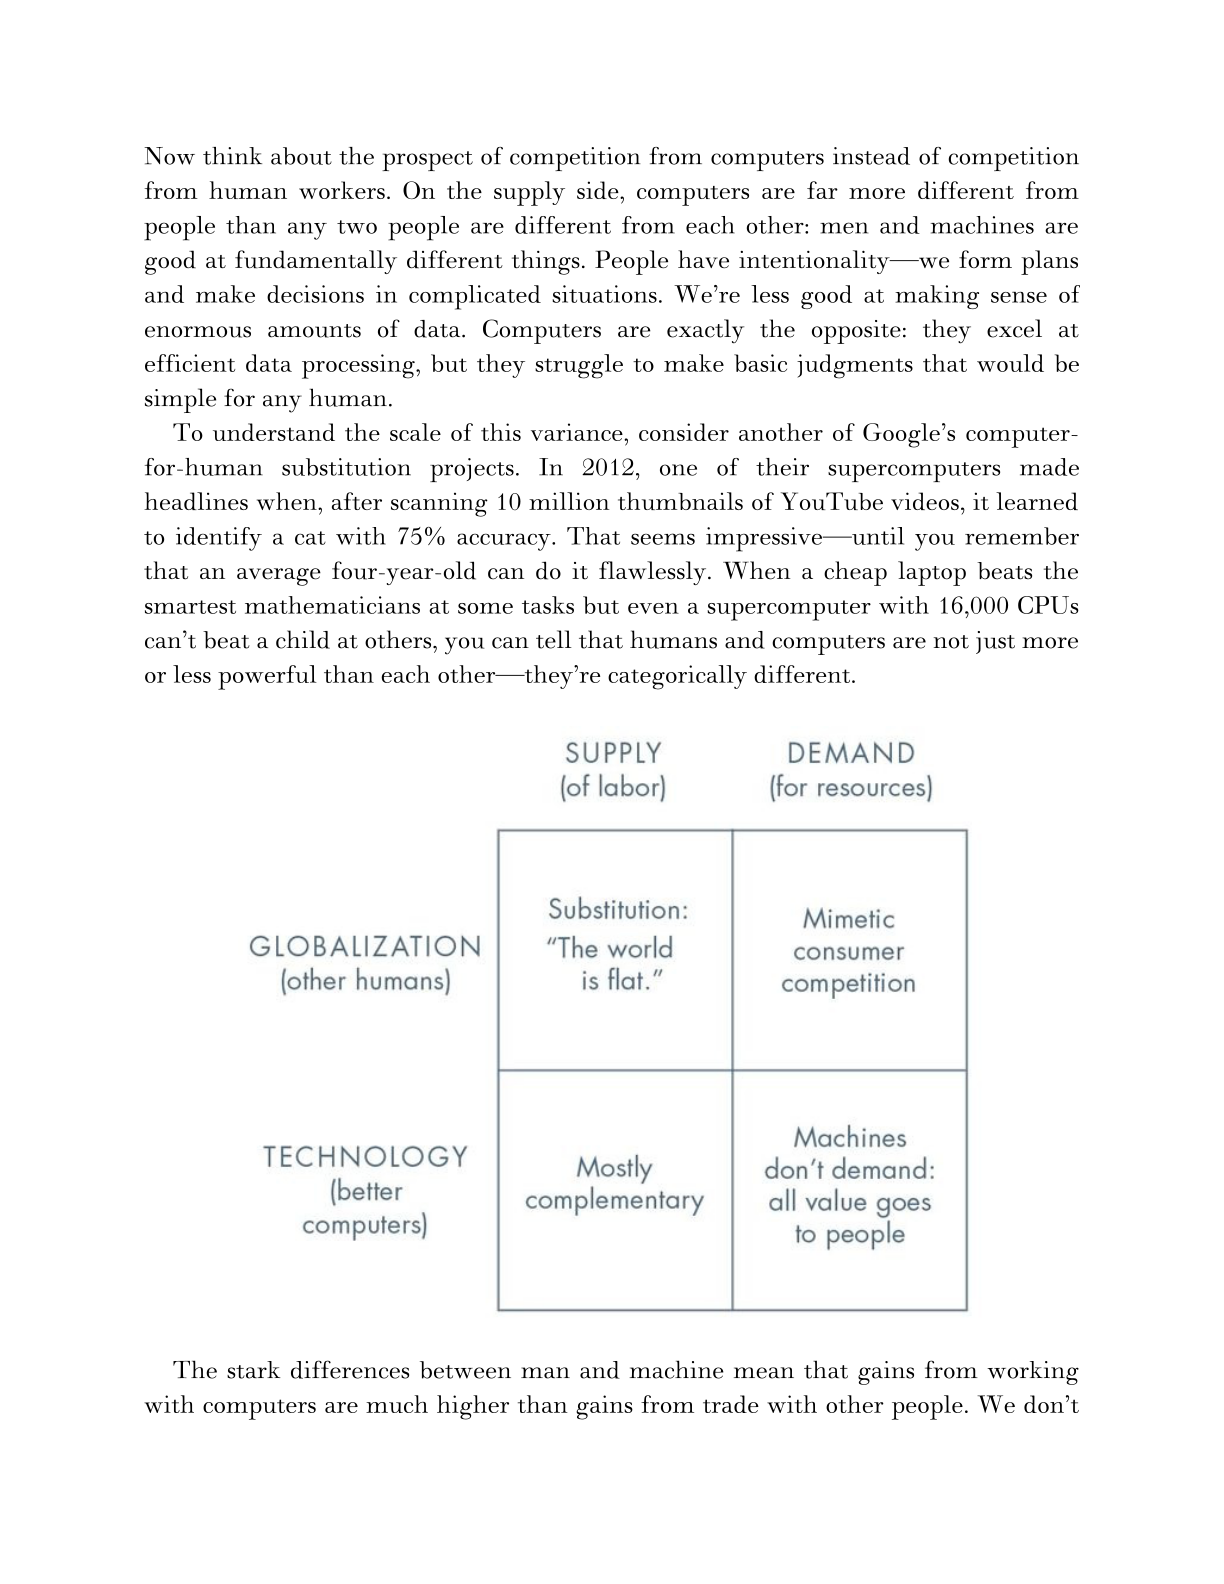 Now think about the prospect of competition from computers instead of competition
from human workers. On the supply side, computers are far more different from
people than any two people are different from each other: men and machines are
good at fundamentally different things. People have intentionality—we form plans
and make decisions in complicated situations. We’re less good at making sense of
enormous amounts of data. Computers are exactly the opposite: they excel at
efficient data processing, but they struggle to make basic judgments that would be
simple for any human.
To understand the scale of this variance, consider another of Google’s computer-
for-human substitution projects. In 2012, one of their supercomputers made
headlines when, after scanning 10 million thumbnails of YouTube videos, it learned
to identify a cat with 75% accuracy. That seems impressive—until you remember
that an average four-year-old can do it flawlessly. When a cheap laptop beats the
smartest mathematicians at some tasks but even a supercomputer with 16,000 CPUs
can’t beat a child at others, you can tell that humans and computers are not just more
or less powerful than each other—they’re categorically different.
SUPPLY
(of labor)
DEMAND
(for resources)
GLOBALIZATION
(other humans)
Substitution:
“The world
is flat.”
Mimetic
consumer
competition
TECHNOLOGY
(better
computers)
Mostly
complementary
Machines
don’t demand:
all value goes
to people
The stark differences between man and machine mean that gains from working
with computers are much higher than gains from trade with other people. We don’t